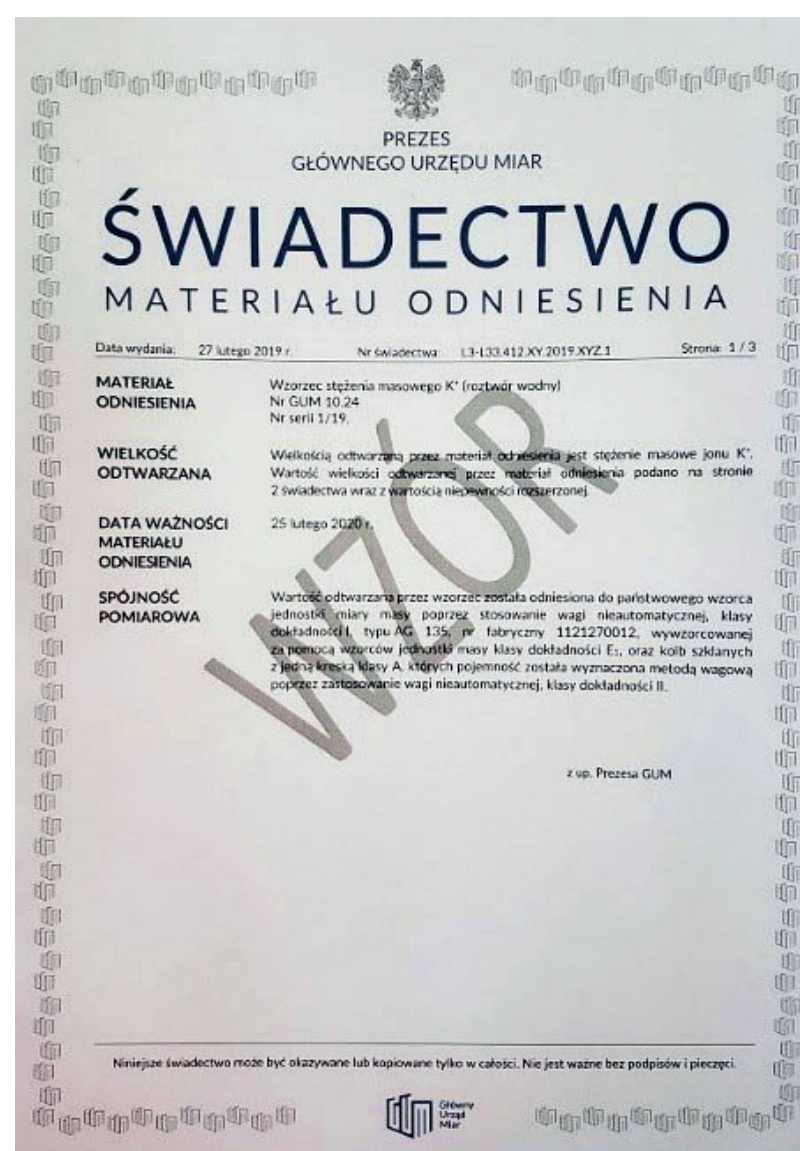 PREZES
GŁÓWNEGO URZĘDU MIAR
ŚWIADECTWO
MATERIAŁU ODNIESIENIA
Data wydania: 27 lutego 2019 r. Nr świadectwa: L3-L33.412.XY.2019.XYZ.1 Strona: 1 / 3
MATERIAŁ
ODNIESIENIA
Wzorzec stężenia masowego K⁺ (roztwór wodny)
Nr GUM 10.24
Nr serii 1/19.
WIELKOŚĆ
ODTWARZANA
Wielkością odtwarzaną przez materiał odniesienia jest stężenie masowe jonu K⁺.
Wartość wielkości odtwarzanej przez materiał odniesienia podano na stronie
2 świadectwa wraz z wartością niepewności rozszerzonej.
DATA WAŻNOŚCI
MATERIAŁU
ODNIESIENIA
25 lutego 2020 r.
SPÓJNOŚĆ
POMIAROWA
Wartość odtwarzana przez wzorzec została odniesiona do państwowego wzorca
jednostki miary masy poprzez stosowanie wagi nieautomatycznej, klasy
dokładności I, typu AG 135, nr fabryczny 1121270012, wywzorcowanej
za pomocą wzorców jednostki masy klasy dokładności E₂, oraz kolb szklanych
z jedną kreską klasy A, których pojemność została wyznaczona metodą wagową
poprzez zastosowanie wagi nieautomatycznej, klasy dokładności II.
WZÓR
z up. Prezesa GUM
Niniejsze świadectwo może być okazywane lub kopiowane tylko w całości. Nie jest ważne bez podpisów i pieczęci.
Główny
Urząd
Miar